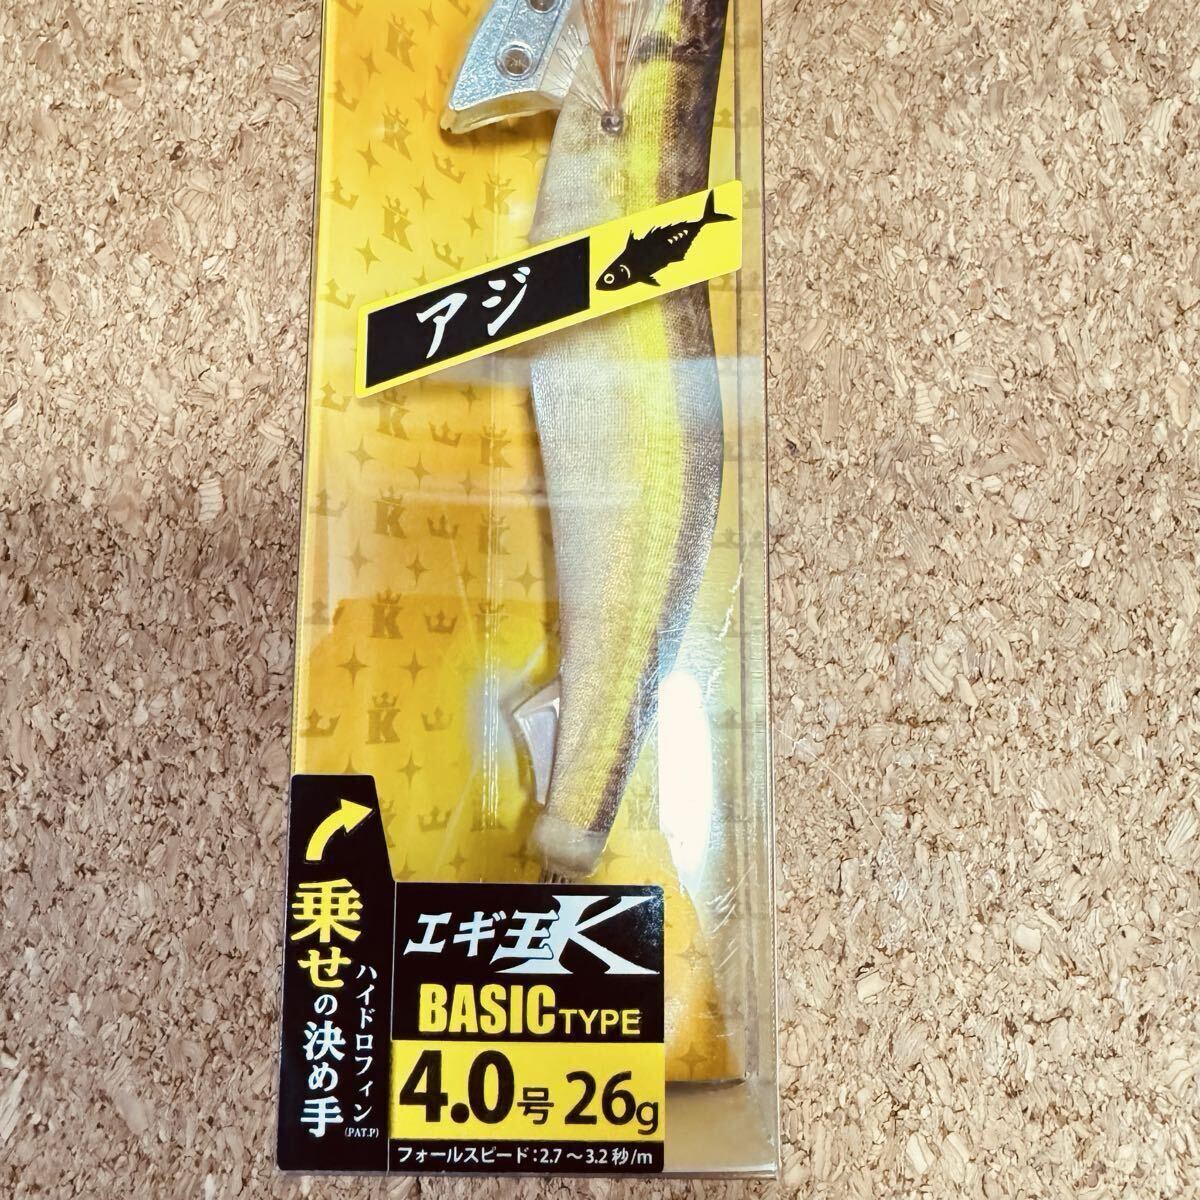 アジ
乗せの決め手
ハイドロフィン
(PAT.P)
エギ王K
BASIC TYPE
4.0号 26g
フォールスピード:2.7～3.2秒/m